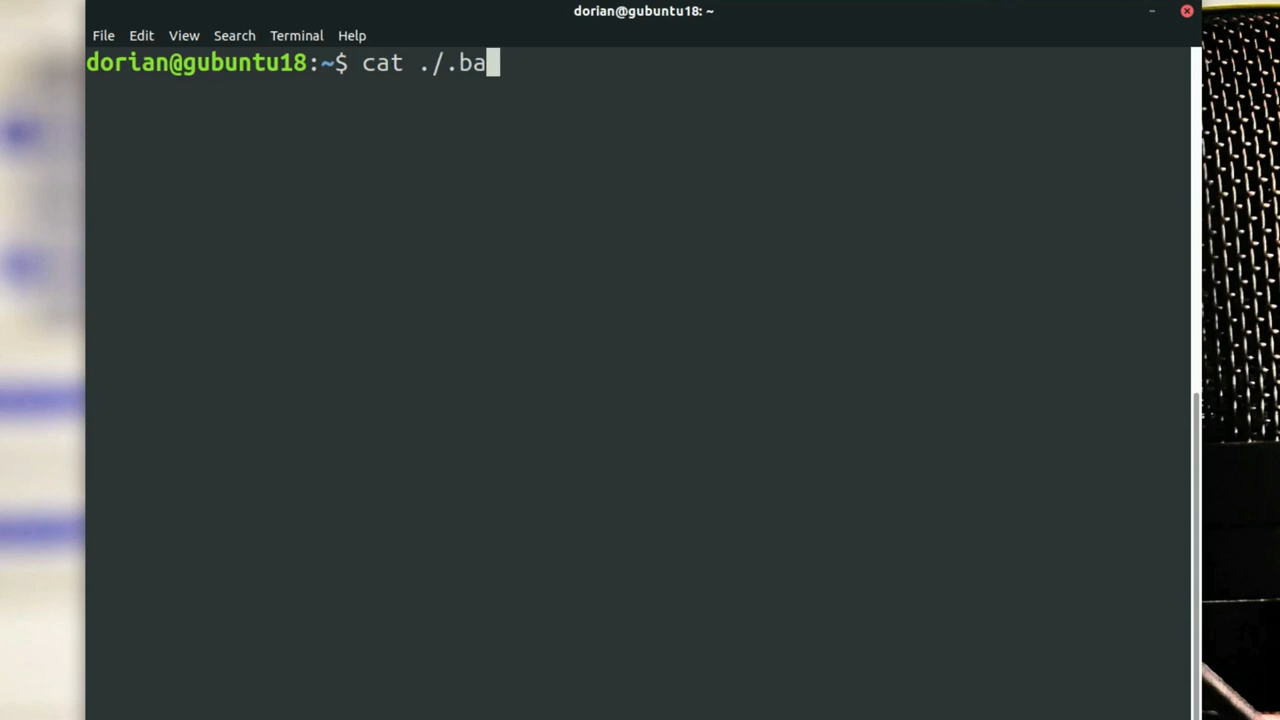 dorian@gubuntu18: ~
File Edit View Search Terminal Help
dorian@gubuntu18:~$ cat ./.ba